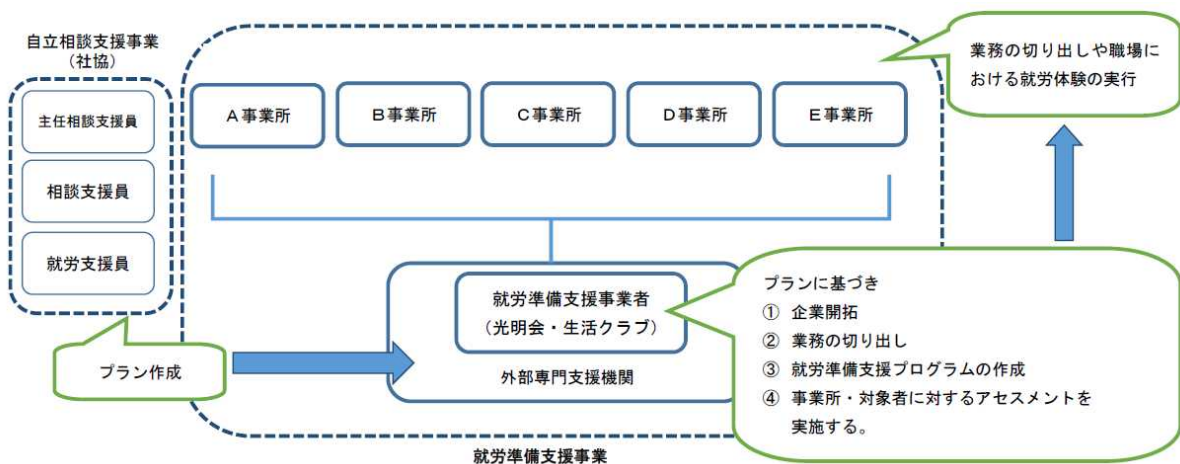 自立相談支援事業
（社協）
主任相談支援員
相談支援員
就労支援員
プラン作成
Ａ事業所
Ｂ事業所
Ｃ事業所
Ｄ事業所
Ｅ事業所
業務の切り出しや職場に
おける就労体験の実行
就労準備支援事業者
（光明会・生活クラブ）
外部専門支援機関
プランに基づき
① 企業開拓
② 業務の切り出し
③ 就労準備支援プログラムの作成
④ 事業所・対象者に対するアセスメントを
実施する。
就労準備支援事業